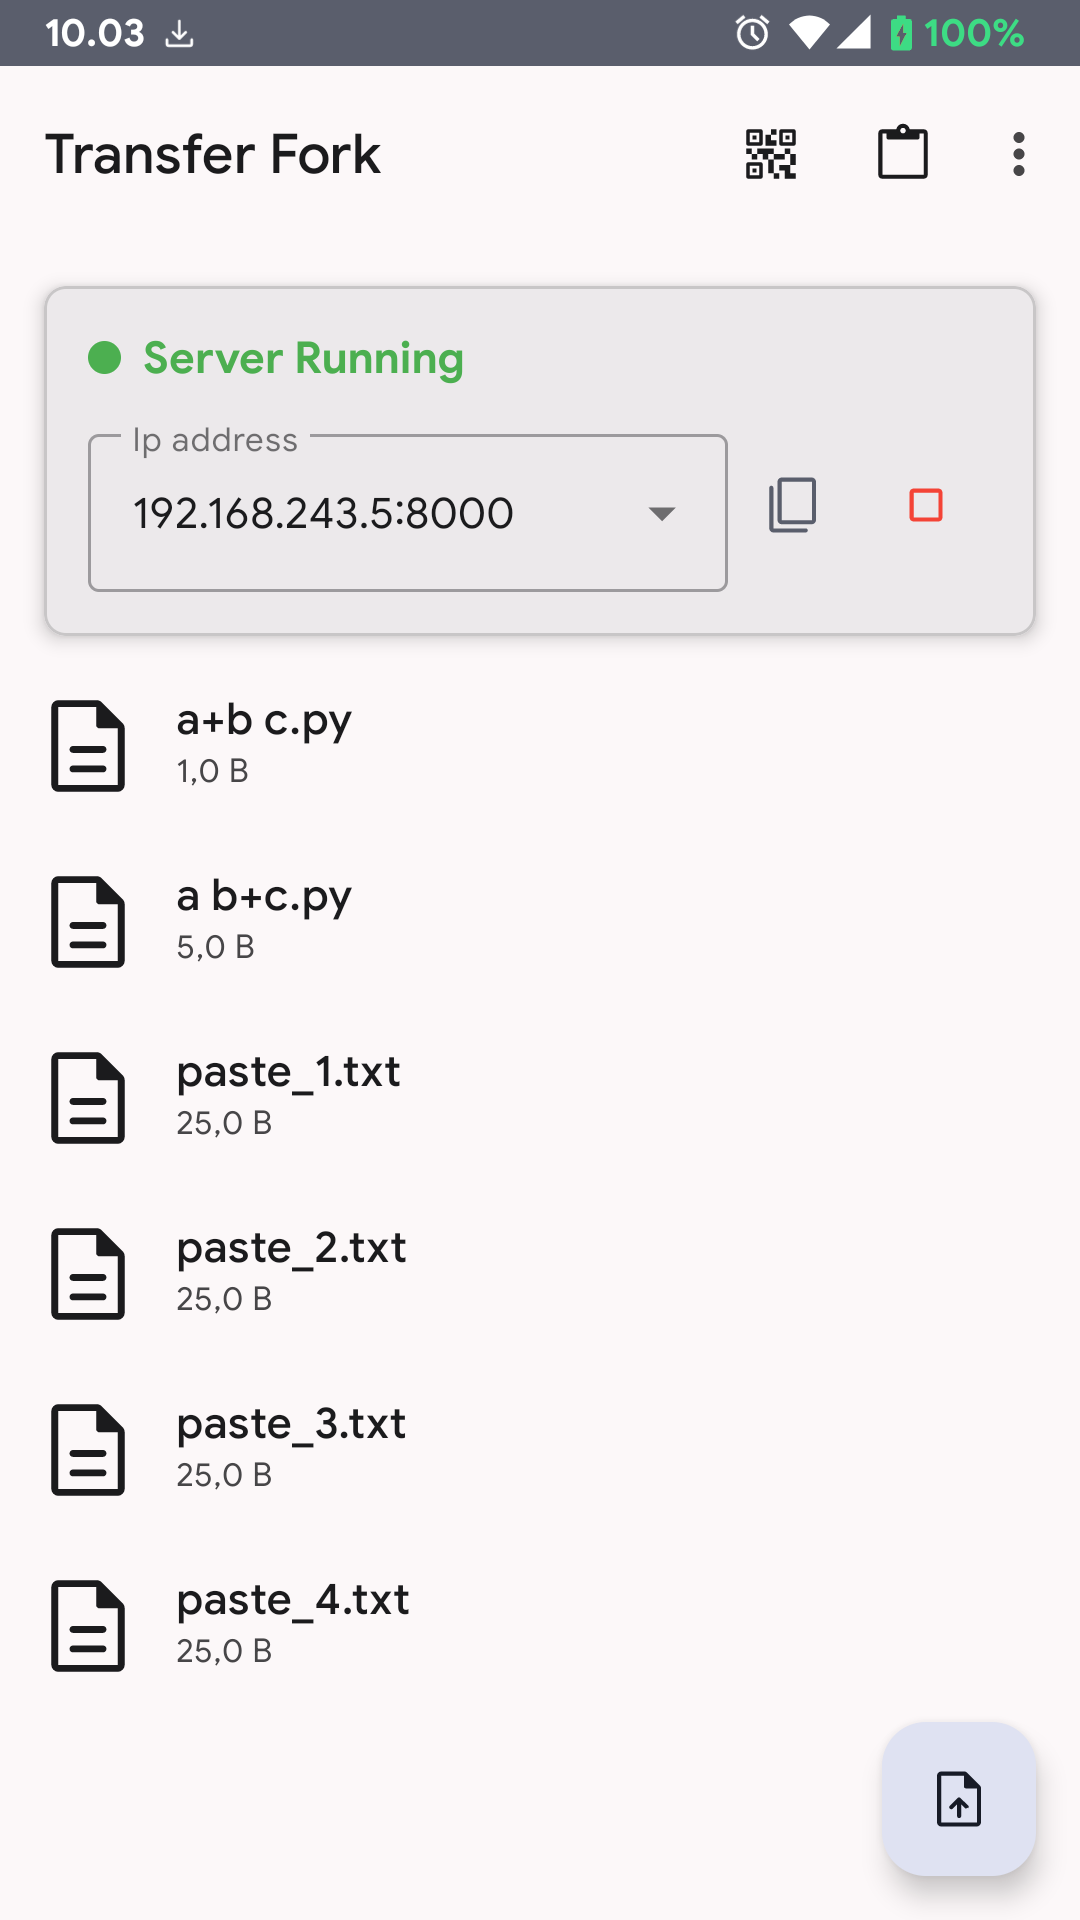 10.03
100%
Transfer Fork
Server Running
Ip address
192.168.243.5:8000
a+b c.py
1,0 B
a b+c.py
5,0 B
paste_1.txt
25,0 B
paste_2.txt
25,0 B
paste_3.txt
25,0 B
paste_4.txt
25,0 B